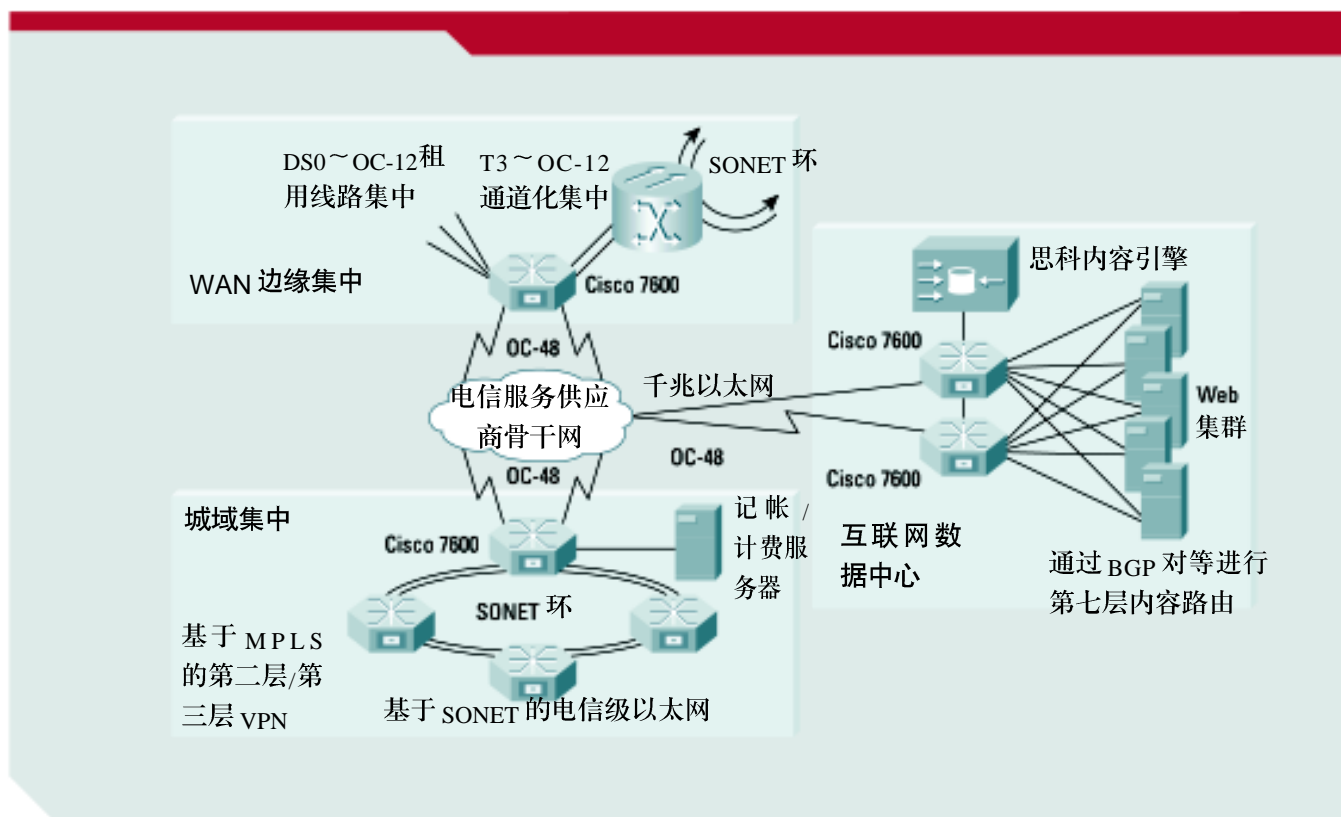 DS0～OC-12租
用线路集中
T3～OC-12
通道化集中
SONET 环
WAN 边缘集中
Cisco 7600
OC-48
电信服务供应
商骨干网
千兆以太网
OC-48
OC-48
思科内容引擎
Cisco 7600
Cisco 7600
Web
集群
互联网数
据中心
通过 BGP 对等进行
第七层内容路由
城域集中
Cisco 7600
记帐/
计费服
务器
SONET 环
基于 MPLS
的第二层/第
三层 VPN
基于 SONET 的电信级以太网